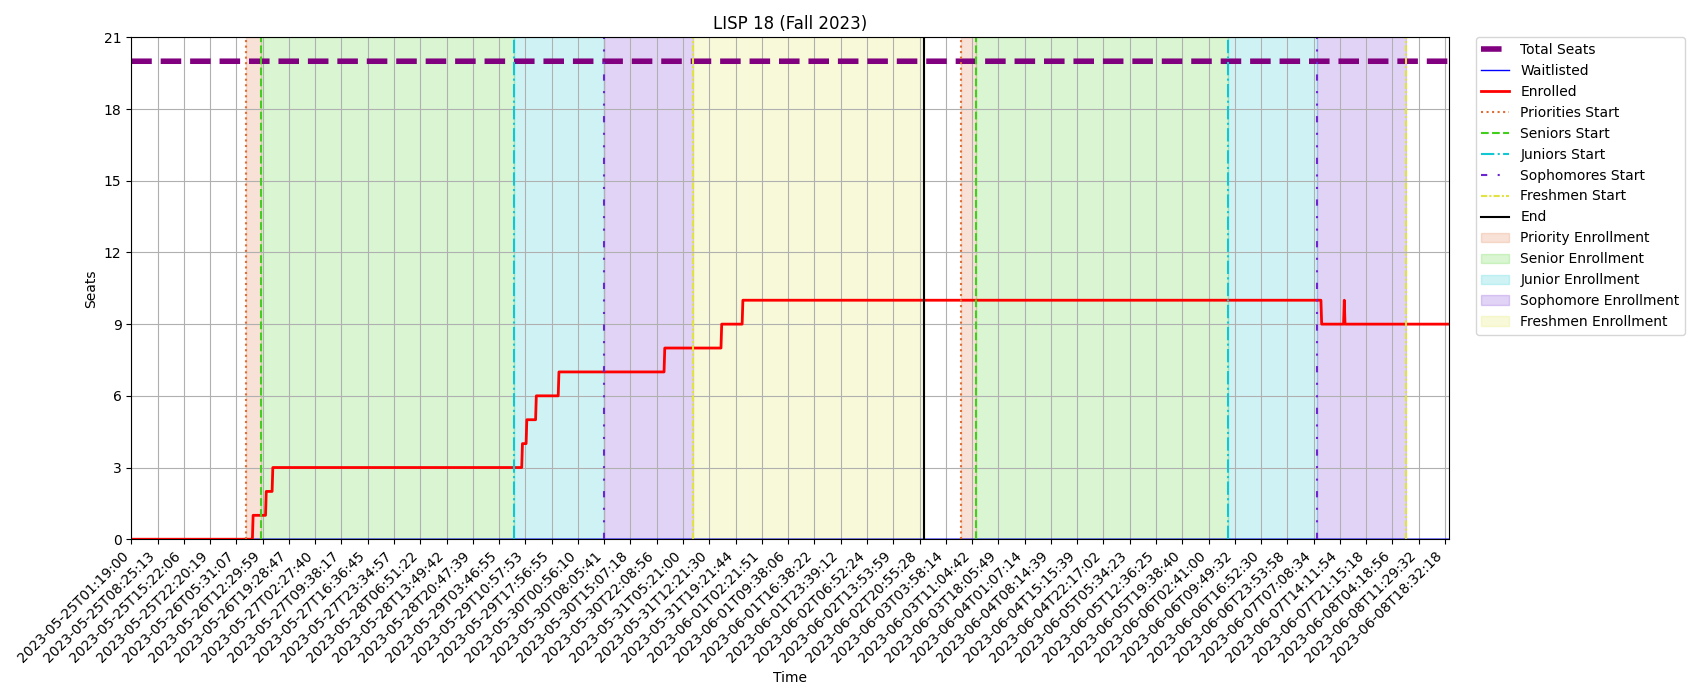 LISP 18 (Fall 2023)
21
18
15
12
9
6
3
0
Seats
2023-05-25T01:19:00
2023-05-25T08:25:13
2023-05-25T15:22:06
2023-05-25T22:20:19
2023-05-26T05:31:07
2023-05-26T12:29:59
2023-05-26T19:28:47
2023-05-27T02:27:40
2023-05-27T09:38:17
2023-05-27T16:36:45
2023-05-27T23:34:57
2023-05-28T06:51:22
2023-05-28T13:49:42
2023-05-28T20:47:39
2023-05-29T03:46:55
2023-05-29T10:57:53
2023-05-29T17:56:55
2023-05-30T00:56:10
2023-05-30T08:05:41
2023-05-30T15:07:18
2023-05-30T22:08:56
2023-05-31T05:21:00
2023-05-31T12:21:30
2023-05-31T19:21:44
2023-06-01T02:21:51
2023-06-01T09:38:06
2023-06-01T16:38:22
2023-06-01T23:39:12
2023-06-02T06:52:24
2023-06-02T13:53:59
2023-06-02T20:55:28
2023-06-03T03:58:14
2023-06-03T11:04:42
2023-06-03T18:05:49
2023-06-04T01:07:14
2023-06-04T08:14:39
2023-06-04T15:15:39
2023-06-04T22:17:02
2023-06-05T05:34:23
2023-06-05T12:36:25
2023-06-05T19:38:40
2023-06-06T02:41:00
2023-06-06T09:49:32
2023-06-06T16:52:30
2023-06-06T23:53:58
2023-06-07T07:08:34
2023-06-07T14:11:54
2023-06-07T21:15:18
2023-06-08T04:18:56
2023-06-08T11:29:32
2023-06-08T18:32:18
Time
Total Seats
Waitlisted
Enrolled
Priorities Start
Seniors Start
Juniors Start
Sophomores Start
Freshmen Start
End
Priority Enrollment
Senior Enrollment
Junior Enrollment
Sophomore Enrollment
Freshmen Enrollment